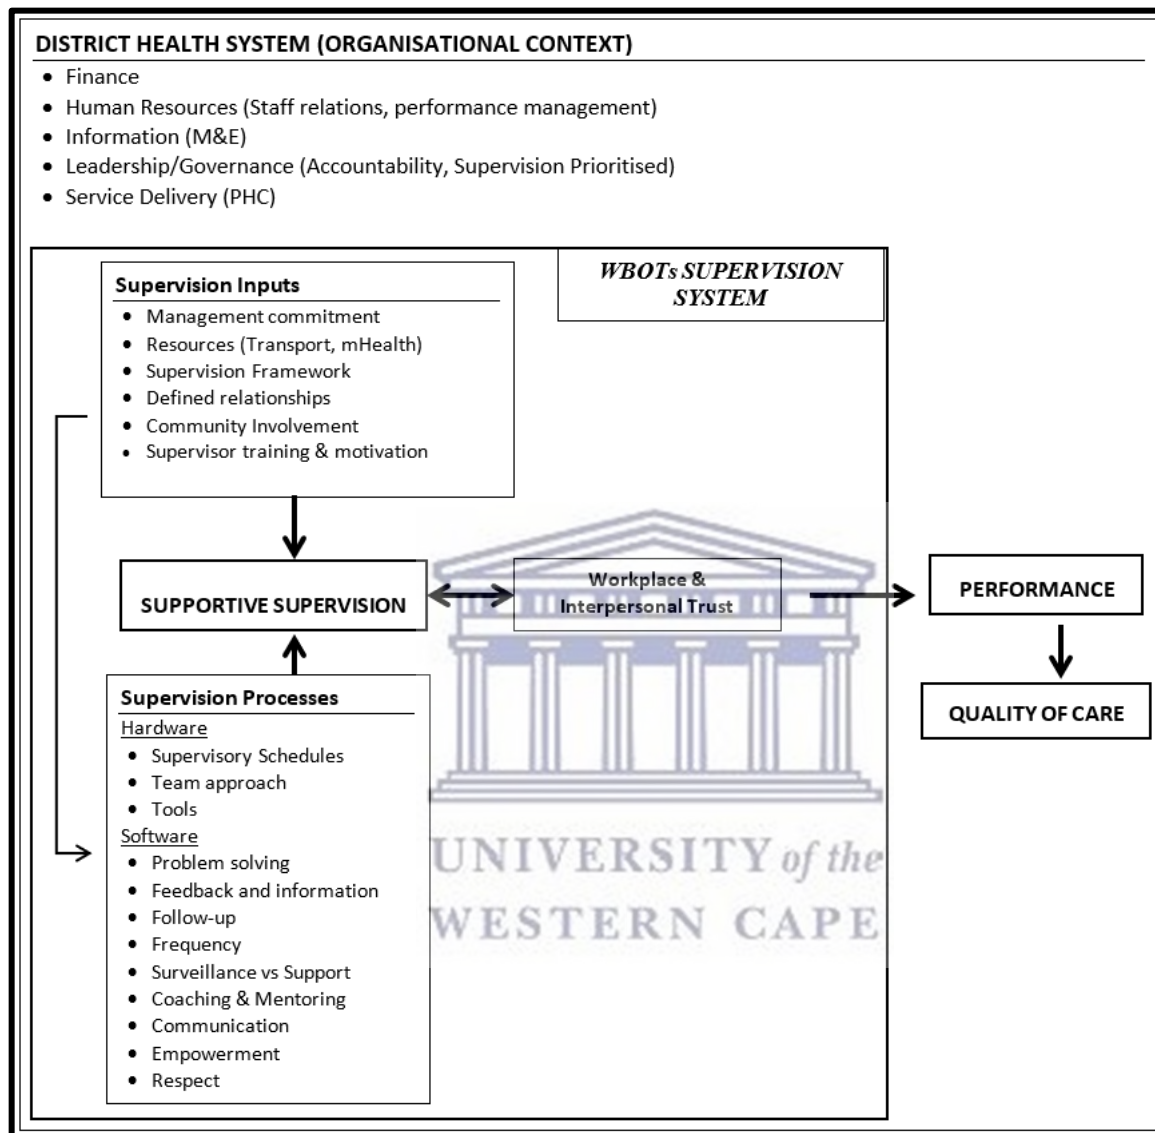 DISTRICT HEALTH SYSTEM (ORGANISATIONAL CONTEXT)
• Finance
• Human Resources (Staff relations, performance management)
• Information (M&E)
• Leadership/Governance (Accountability, Supervision Prioritised)
• Service Delivery (PHC)
WBOTs SUPERVISION
SYSTEM
Supervision Inputs
• Management commitment
• Resources (Transport, mHealth)
• Supervision Framework
• Defined relationships
• Community Involvement
• Supervisor training & motivation
SUPPORTIVE SUPERVISION
Workplace &
Interpersonal Trust
PERFORMANCE
QUALITY OF CARE
Supervision Processes
Hardware
• Supervisory Schedules
• Team approach
• Tools
Software
• Problem solving
• Feedback and information
• Follow-up
• Frequency
• Surveillance vs Support
• Coaching & Mentoring
• Communication
• Empowerment
• Respect
UNIVERSITY of the
WESTERN CAPE